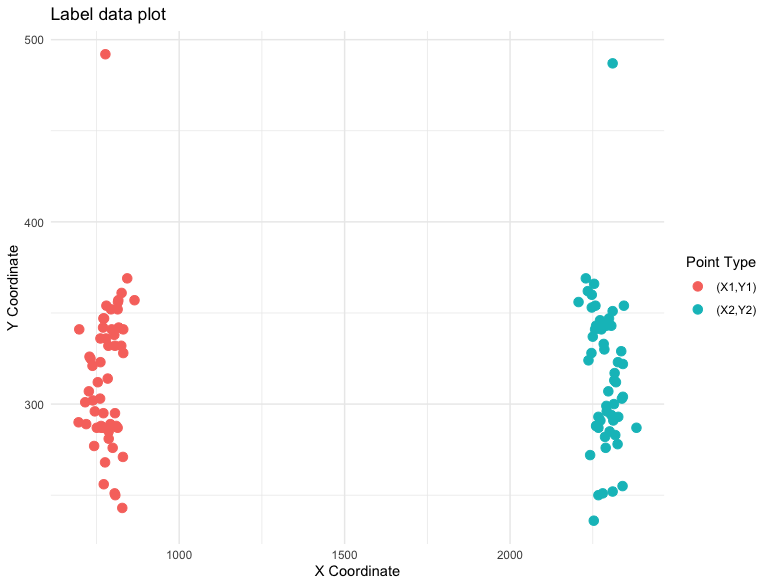 Label data plot
500
400
300
Y Coordinate
1000
1500
2000
X Coordinate
Point Type
(X1,Y1)
(X2,Y2)